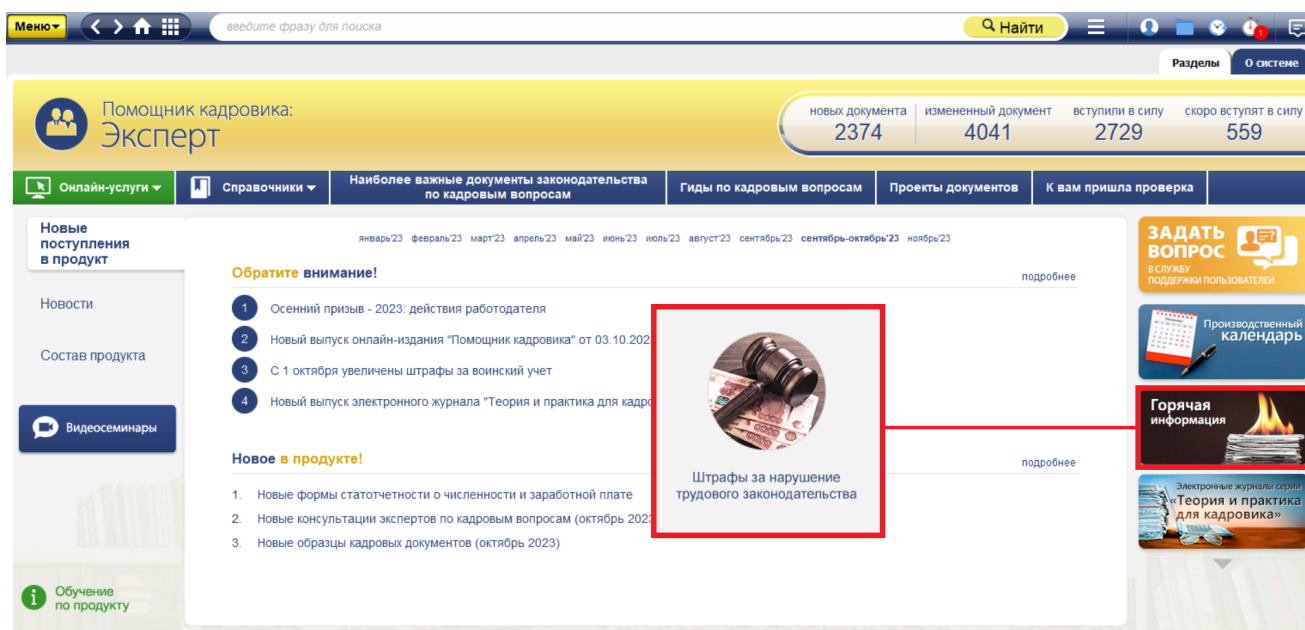 Меню
введите фразу для поиска
Найти
1
Разделы
О системе
Помощник кадровика:
Эксперт
новых документа
2374
измененный документ
4041
вступили в силу
2729
скоро вступят в силу
559
Онлайн-услуги
Справочники
Наиболее важные документы законодательства
по кадровым вопросам
Гиды по кадровым вопросам
Проекты документов
К вам пришла проверка
Новые
поступления
в продукт
Новости
Состав продукта
Видеосеминары
Обучение
по продукту
январь'23 февраль'23 март'23 апрель'23 май'23 июнь'23 июль'23 август'23 сентябрь'23 сентябрь-октябрь'23 ноябрь'23
Обратите внимание!
подробнее
1 Осенний призыв - 2023: действия работодателя
2 Новый выпуск онлайн-издания "Помощник кадровика" от 03.10.202
3 С 1 октября увеличены штрафы за воинский учет
4 Новый выпуск электронного журнала "Теория и практика для кадро
Новое в продукте!
подробнее
1. Новые формы статотчетности о численности и заработной плате
2. Новые консультации экспертов по кадровым вопросам (октябрь 2023
3. Новые образцы кадровых документов (октябрь 2023)
Штрафы за нарушение
трудового законодательства
ЗАДАТЬ
ВОПРОС
В СЛУЖБУ
ПОДДЕРЖКИ ПОЛЬЗОВАТЕЛЕЙ
Производственный
календарь
Горячая
информация
Электронные журналы серии
«Теория и практика
для кадровика»